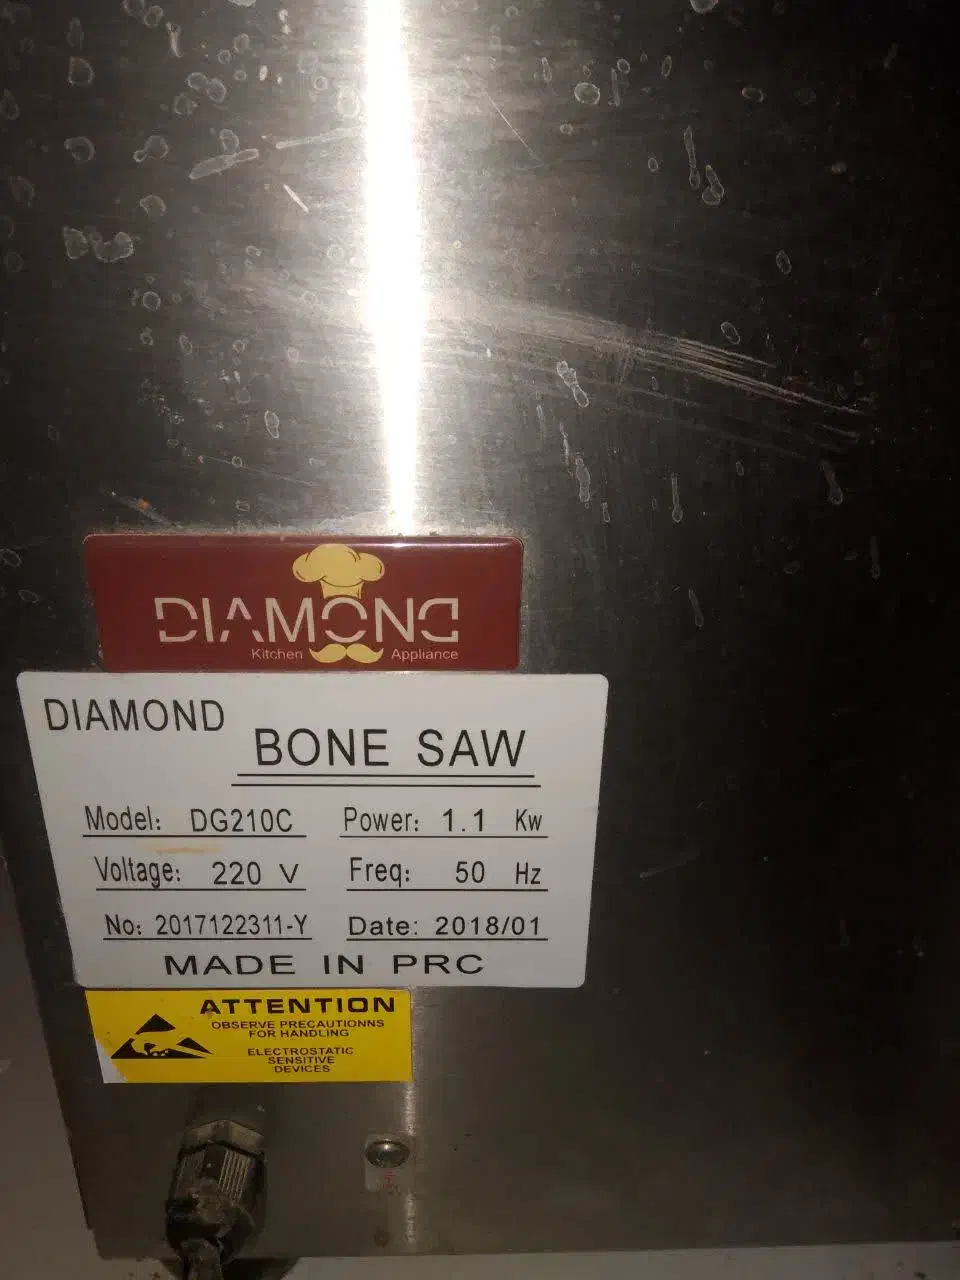 DIAMOND
Kitchen Appliance
DIAMOND
BONE SAW
Model: DG210C Power: 1.1 Kw
Voltage: 220 V Freq: 50 Hz
No: 2017122311-Y Date: 2018/01
MADE IN PRC
ATTENTION
OBSERVE PRECAUTIONNS
FOR HANDLING
ELECTROSTATIC
SENSITIVE
DEVICES